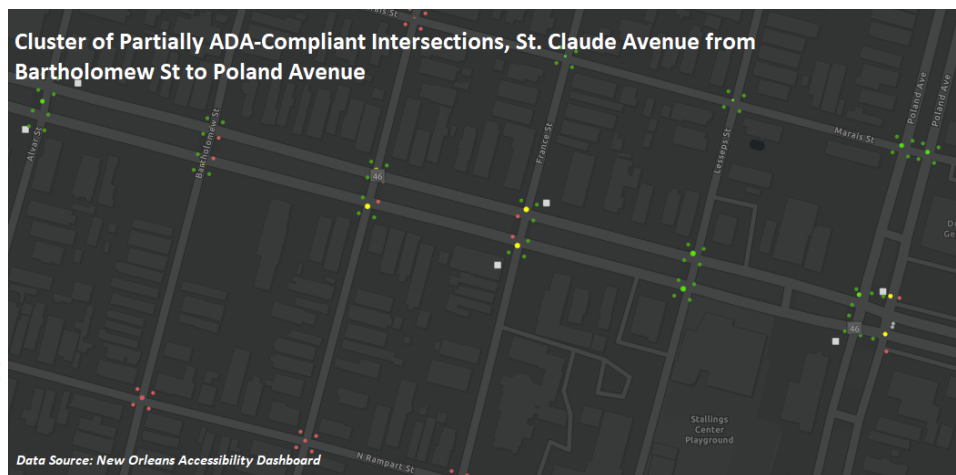 Marais St
Cluster of Partially ADA-Compliant Intersections, St. Claude Avenue from
Bartholomew St to Poland Avenue
Poland Ave
Poland Ave
Marais St
France St
Lesseps St
Alvar St
Bartholomew St
46
46
Stallings
Center
Playground
N Rampart St
Data Source: New Orleans Accessibility Dashboard